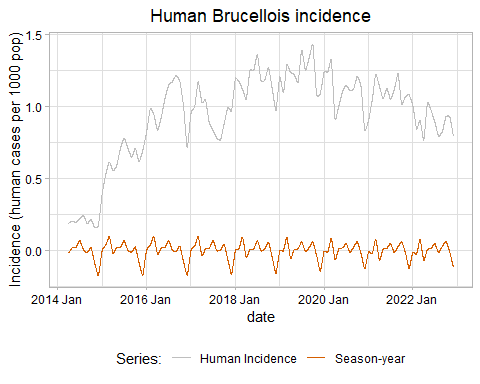 Human Brucellois incidence
Incidence (human cases per 1000 pop)
1.5
1.0
0.5
0.0
2014 Jan 2016 Jan 2018 Jan 2020 Jan 2022 Jan
date
Series: Human Incidence Season-year